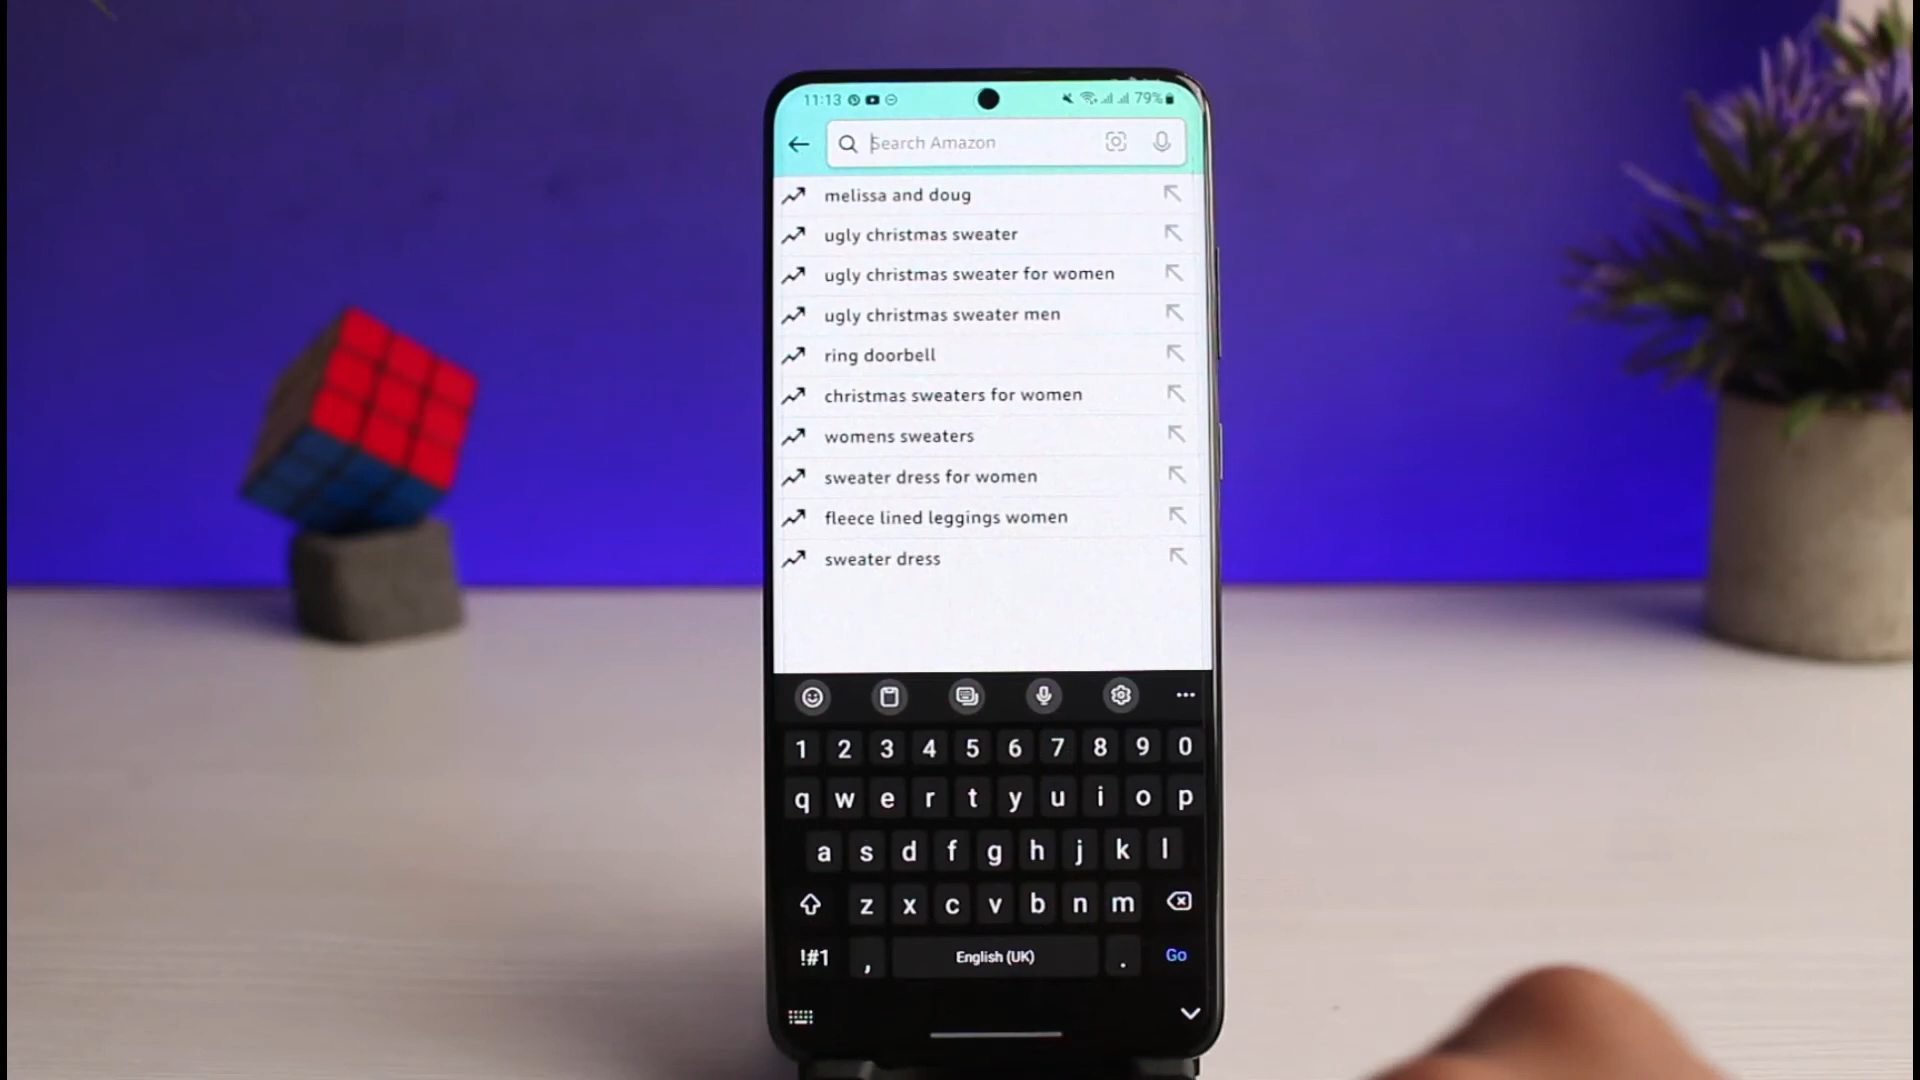 11:13 79%
Search Amazon
melissa and doug
ugly christmas sweater
ugly christmas sweater for women
ugly christmas sweater men
ring doorbell
christmas sweaters for women
womens sweaters
sweater dress for women
fleece lined leggings women
sweater dress
1 2 3 4 5 6 7 8 9 0
q w e r t y u i o p
a s d f g h j k l
z x c v b n m
!#1 , English (UK) . Go